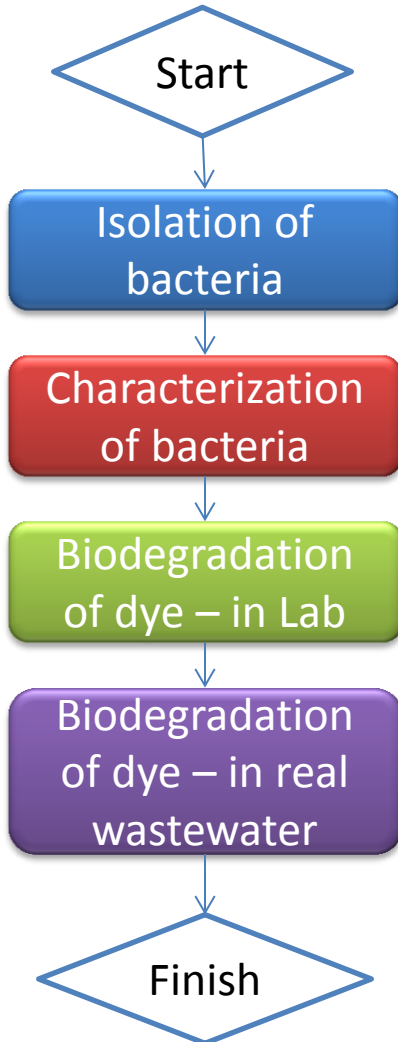 Start
Isolation of
bacteria
Characterization
of bacteria
Biodegradation
of dye – in Lab
Biodegradation
of dye – in real
wastewater
Finish